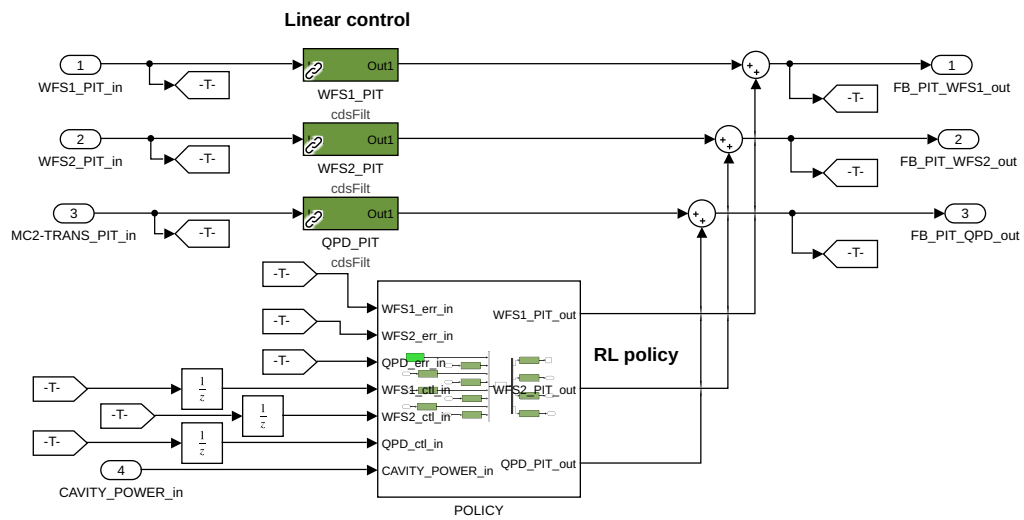 Linear control
1
WFS1_PIT_in
-T-
Out1
WFS1_PIT
cdsFilt
+
+
-T-
1
FB_PIT_WFS1_out
2
WFS2_PIT_in
-T-
Out1
WFS2_PIT
cdsFilt
+
+
-T-
2
FB_PIT_WFS2_out
3
MC2-TRANS_PIT_in
-T-
Out1
QPD_PIT
cdsFilt
+
+
-T-
3
FB_PIT_QPD_out
-T-
WFS1_err_in
WFS1_PIT_out
-T-
WFS2_err_in
RL policy
-T-
QPD_err_in
-T-
1
z
WFS1_ctl_in
WFS2_PIT_out
-T-
1
z
WFS2_ctl_in
-T-
1
z
QPD_ctl_in
QPD_PIT_out
4
CAVITY_POWER_in
CAVITY_POWER_in
POLICY